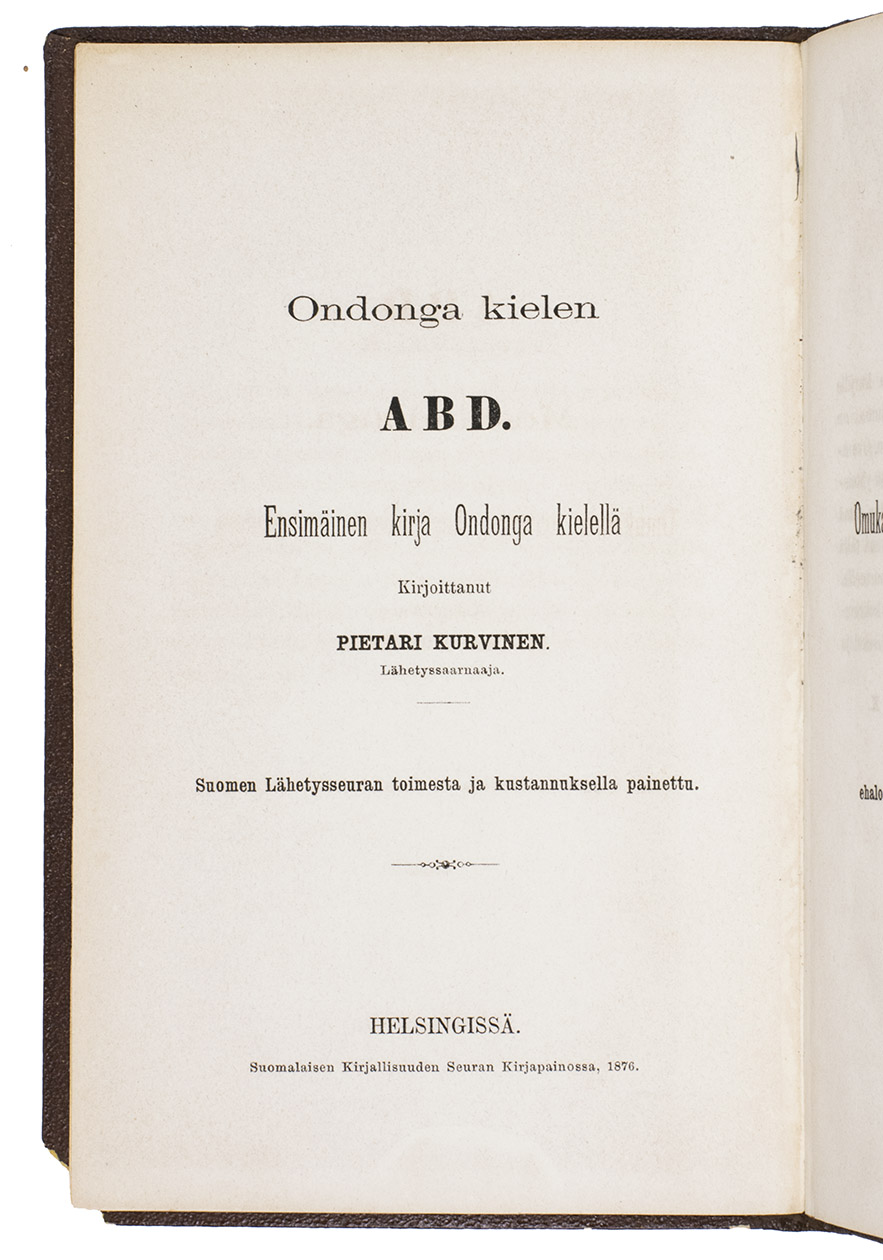 Ondonga kielen
A B D.
Ensimäinen kirja Ondonga kielellä
Kirjoittanut
PIETARI KURVINEN.
Lähetyssaarnaaja.
Suomen Lähetysseuran toimesta ja kustannuksella painettu.
HELSINGISSÄ.
Suomalaisen Kirjallisuuden Seuran Kirjapainossa, 1876.